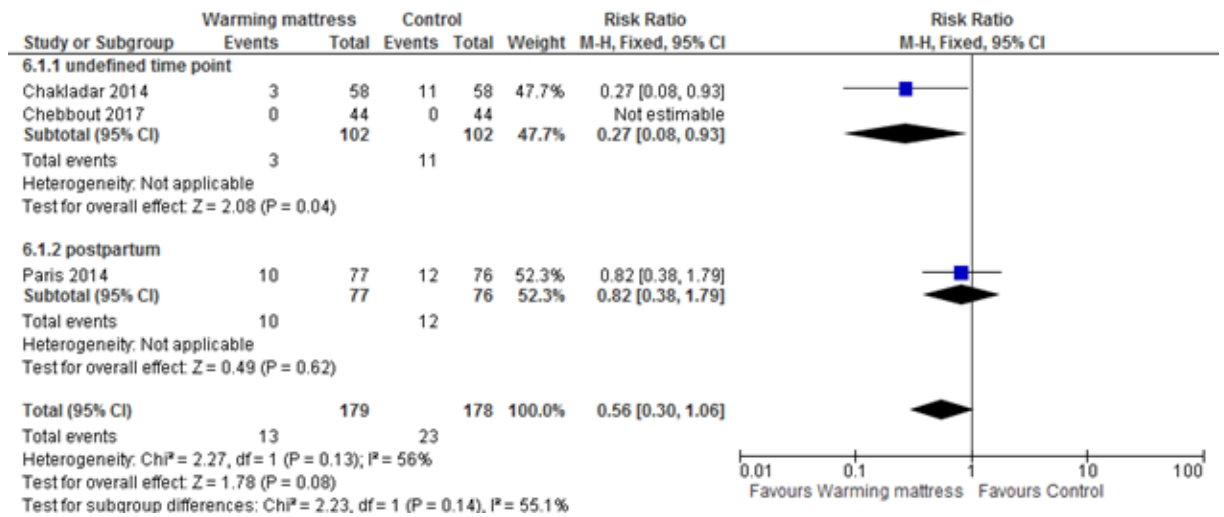 Warming mattress Control Risk Ratio Risk Ratio
Study or Subgroup Events Total Events Total Weight M-H, Fixed, 95% CI M-H, Fixed, 95% CI
6.1.1 undefined time point
Chakladar 2014 3 58 11 58 47.7% 0.27 [0.08, 0.93]
Chebbout 2017 0 44 0 44 Not estimable
Subtotal (95% CI) 102 102 47.7% 0.27 [0.08, 0.93]
Total events 3 11
Heterogeneity: Not applicable
Test for overall effect: Z = 2.08 (P = 0.04)
6.1.2 postpartum
Paris 2014 10 77 12 76 52.3% 0.82 [0.38, 1.79]
Subtotal (95% CI) 77 76 52.3% 0.82 [0.38, 1.79]
Total events 10 12
Heterogeneity: Not applicable
Test for overall effect: Z = 0.49 (P = 0.62)
Total (95% CI) 179 178 100.0% 0.56 [0.30, 1.06]
Total events 13 23
Heterogeneity: Chi² = 2.27, df = 1 (P = 0.13); I² = 56%
Test for overall effect: Z = 1.78 (P = 0.08)
Test for subgroup differences: Chi² = 2.23, df = 1 (P = 0.14), I² = 55.1%
0.01 0.1 1 10 100
Favours Warming mattress Favours Control